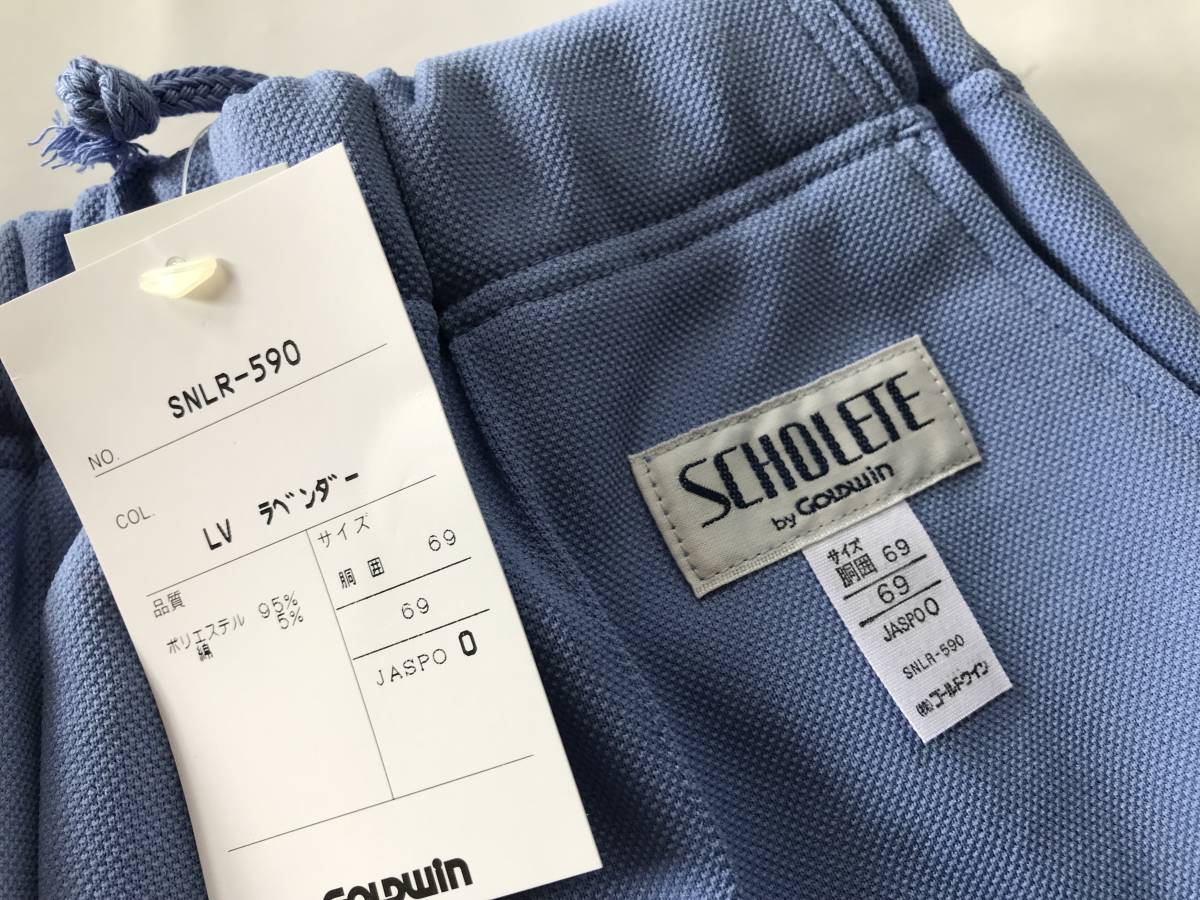 NO. SNLR-590
COL. LV ラベンダー
品質
ポリエステル 95%
綿 5%
サイズ
胴囲 69
69
JASPO 0
GOLDWIN
SCHOLETE
by GOLDWIN
サイズ
胴囲 69
69
JASPO 0
SNLR-590
(株)ゴールドウイン